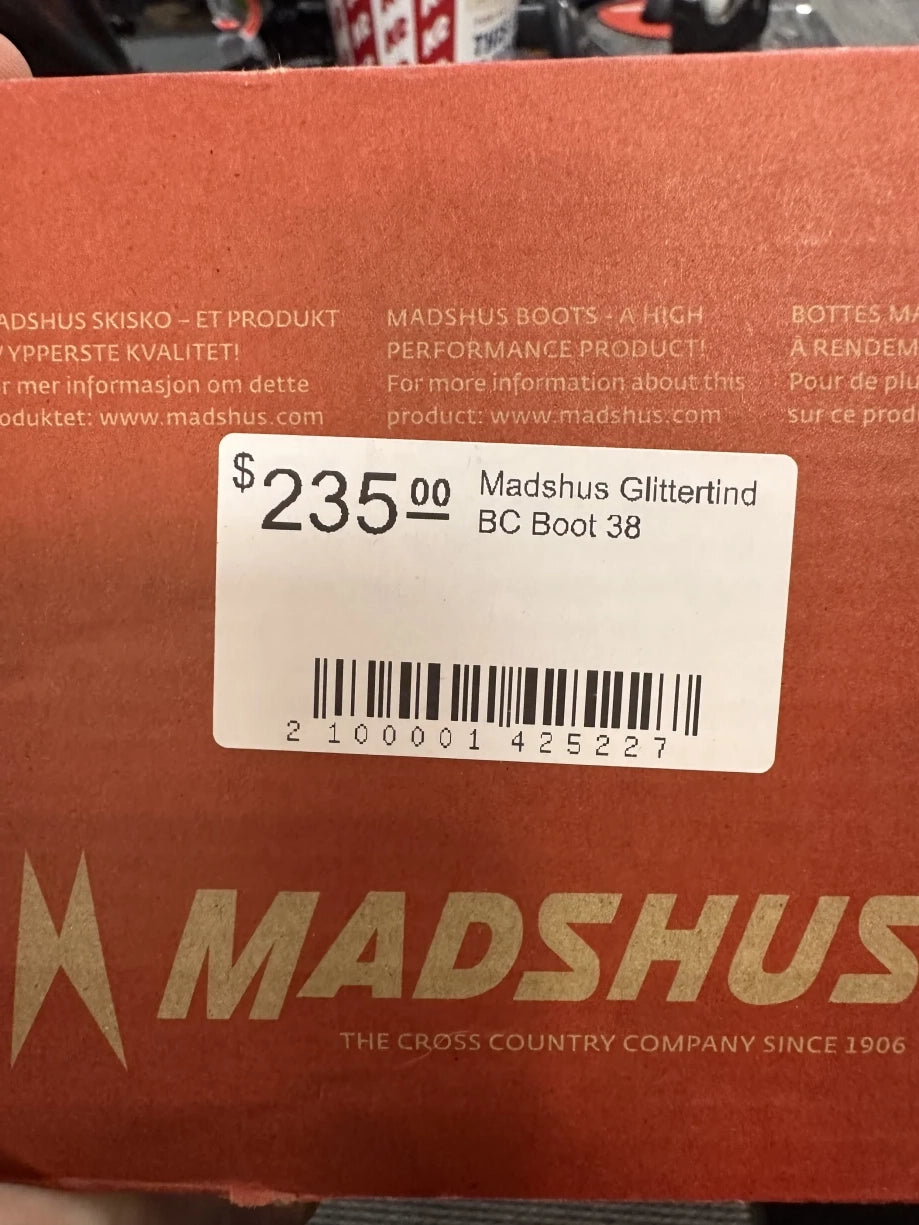 ADSHUS SKISKO – ET PRODUKT
YPPERSTE KVALITET!
r mer informasjon om dette
oduktet: www.madshus.com
MADSHUS BOOTS - A HIGH
PERFORMANCE PRODUCT!
For more information about this
product: www.madshus.com
BOTTES MA
À RENDEM
Pour de plu
sur ce prod
$235.00
Madshus Glittertind
BC Boot 38
2 100001 425227
MADSHUS
THE CROSS COUNTRY COMPANY SINCE 1906